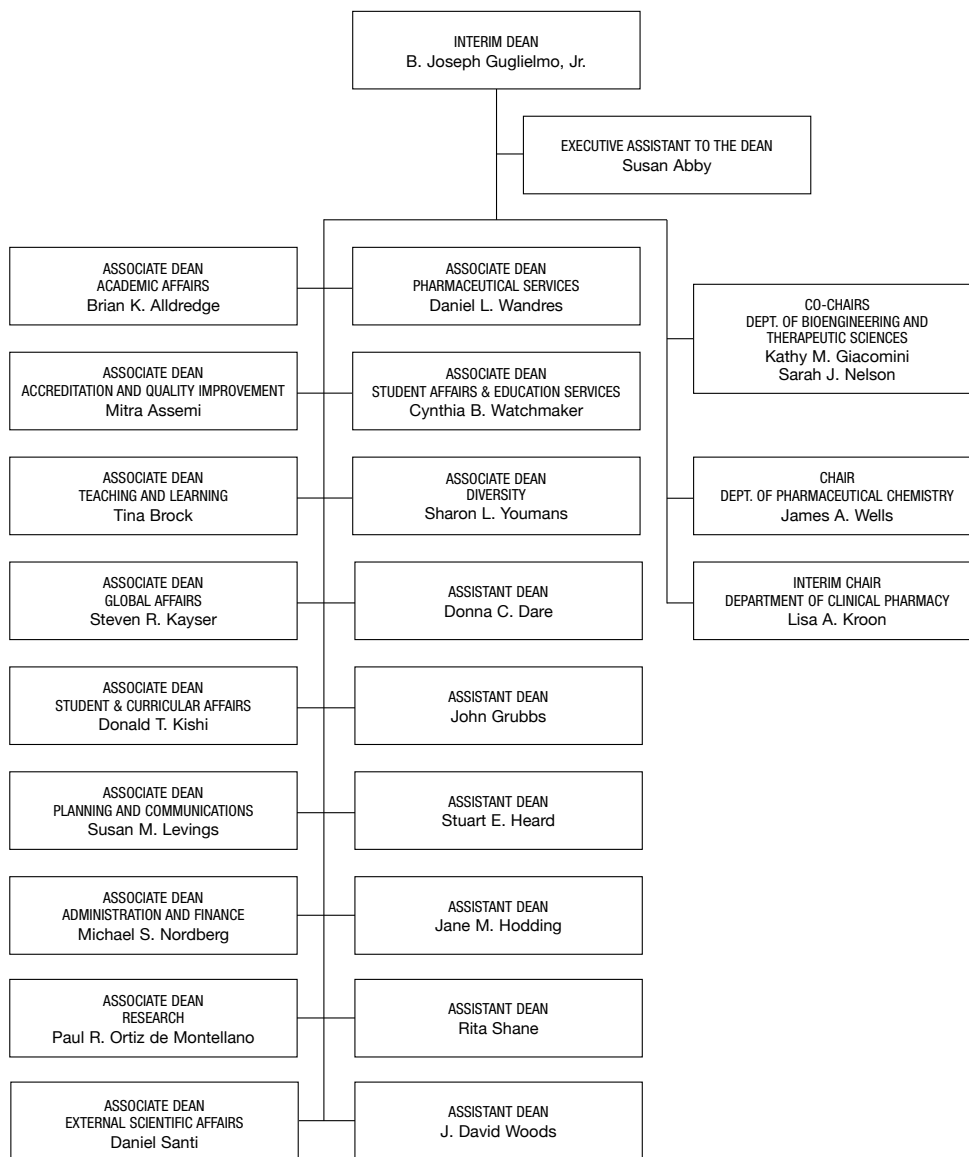 INTERIM DEAN
B. Joseph Guglielmo, Jr.
EXECUTIVE ASSISTANT TO THE DEAN
Susan Abby
ASSOCIATE DEAN
ACADEMIC AFFAIRS
Brian K. Alldredge
ASSOCIATE DEAN
PHARMACEUTICAL SERVICES
Daniel L. Wandres
CO-CHAIRS
DEPT. OF BIOENGINEERING AND
THERAPEUTIC SCIENCES
Kathy M. Giacomini
Sarah J. Nelson
ASSOCIATE DEAN
ACCREDITATION AND QUALITY IMPROVEMENT
Mitra Assemi
ASSOCIATE DEAN
STUDENT AFFAIRS & EDUCATION SERVICES
Cynthia B. Watchmaker
ASSOCIATE DEAN
TEACHING AND LEARNING
Tina Brock
ASSOCIATE DEAN
DIVERSITY
Sharon L. Youmans
CHAIR
DEPT. OF PHARMACEUTICAL CHEMISTRY
James A. Wells
ASSOCIATE DEAN
GLOBAL AFFAIRS
Steven R. Kayser
ASSISTANT DEAN
Donna C. Dare
INTERIM CHAIR
DEPARTMENT OF CLINICAL PHARMACY
Lisa A. Kroon
ASSOCIATE DEAN
STUDENT & CURRICULAR AFFAIRS
Donald T. Kishi
ASSISTANT DEAN
John Grubbs
ASSOCIATE DEAN
PLANNING AND COMMUNICATIONS
Susan M. Levings
ASSISTANT DEAN
Stuart E. Heard
ASSOCIATE DEAN
ADMINISTRATION AND FINANCE
Michael S. Nordberg
ASSISTANT DEAN
Jane M. Hodding
ASSOCIATE DEAN
RESEARCH
Paul R. Ortiz de Montellano
ASSISTANT DEAN
Rita Shane
ASSOCIATE DEAN
EXTERNAL SCIENTIFIC AFFAIRS
Daniel Santi
ASSISTANT DEAN
J. David Woods